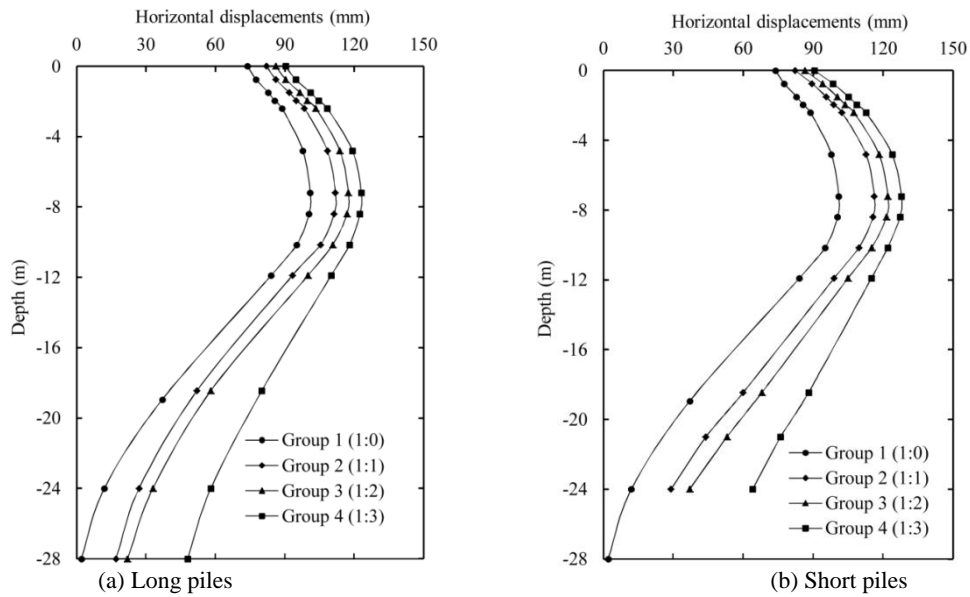 Horizontal displacements (mm)
0 30 60 90 120 150
0
-4
-8
-12
-16
-20
-24
-28
Depth (m)
Group 1 (1:0)
Group 2 (1:1)
Group 3 (1:2)
Group 4 (1:3)
(a) Long piles
Horizontal displacements (mm)
0 30 60 90 120 150
0
-4
-8
-12
-16
-20
-24
-28
Depth (m)
Group 1 (1:0)
Group 2 (1:1)
Group 3 (1:2)
Group 4 (1:3)
(b) Short piles